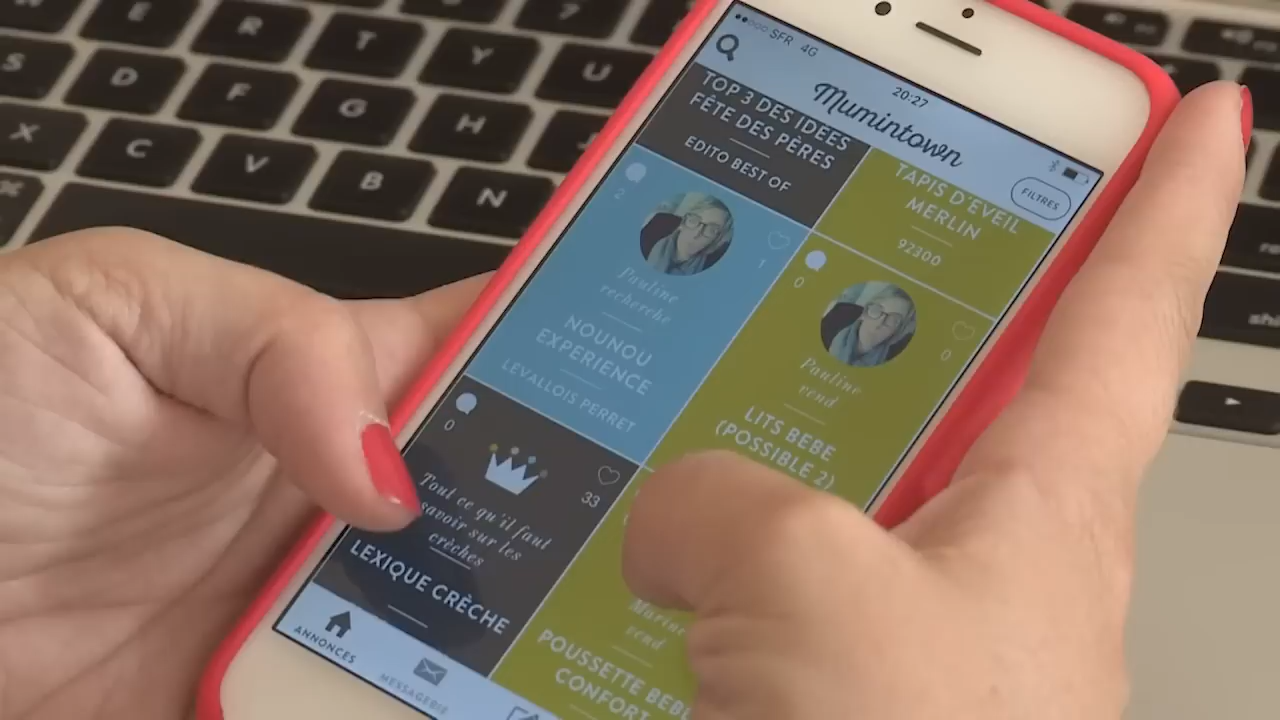 SFR 4G
20:27
Mumintown
FILTRES
TOP 3 DES IDEES
FÊTE DES PÈRES
EDITO BEST OF
TAPIS D'EVEIL
MERLIN
92300
2
1
Pauline
recherche
NOUNOU
EXPERIENCE
LEVALLOIS PERRET
0
0
Pauline
vend
LITS BEBE
(POSSIBLE 2)
0
33
Tout ce qu'il faut
savoir sur les
crèches
LEXIQUE CRÈCHE
Marine
vend
POUSSETTE BEBE
CONFORT
ANNONCES
MESSAGERIE
E R T Y U
S D F G H
X C V B N
7